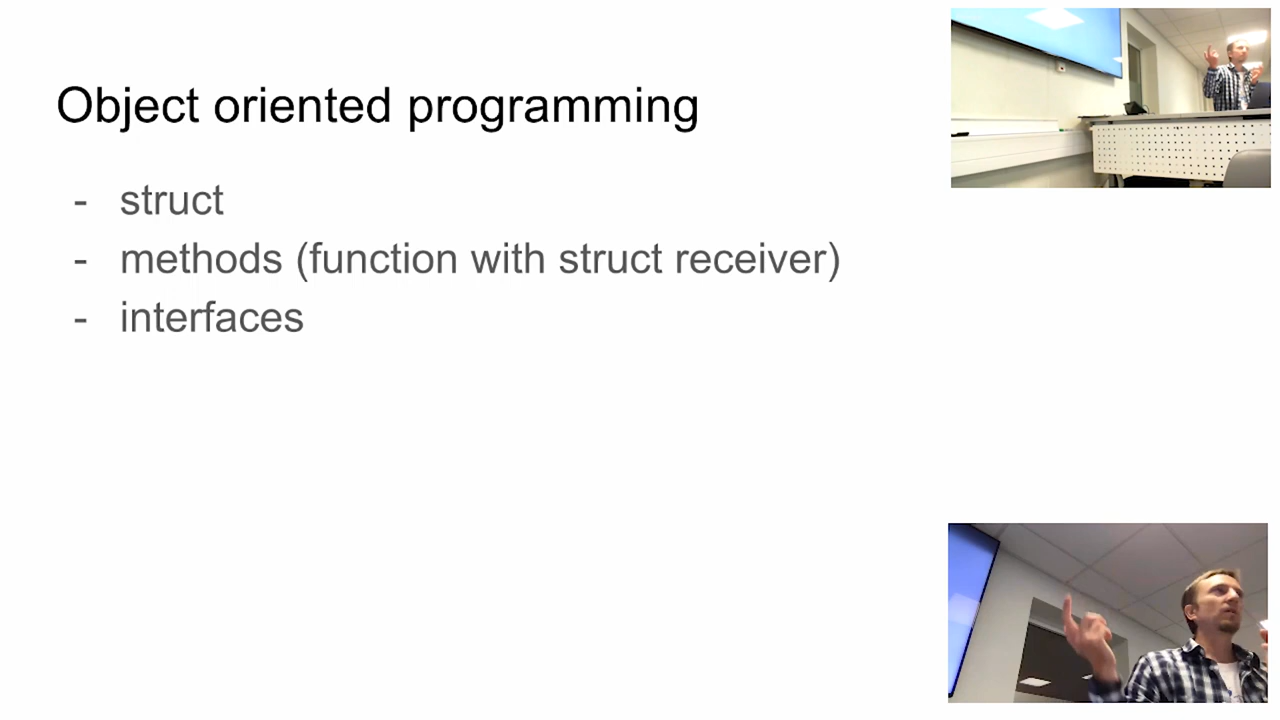 Object oriented programming
- struct
- methods (function with struct receiver)
- interfaces